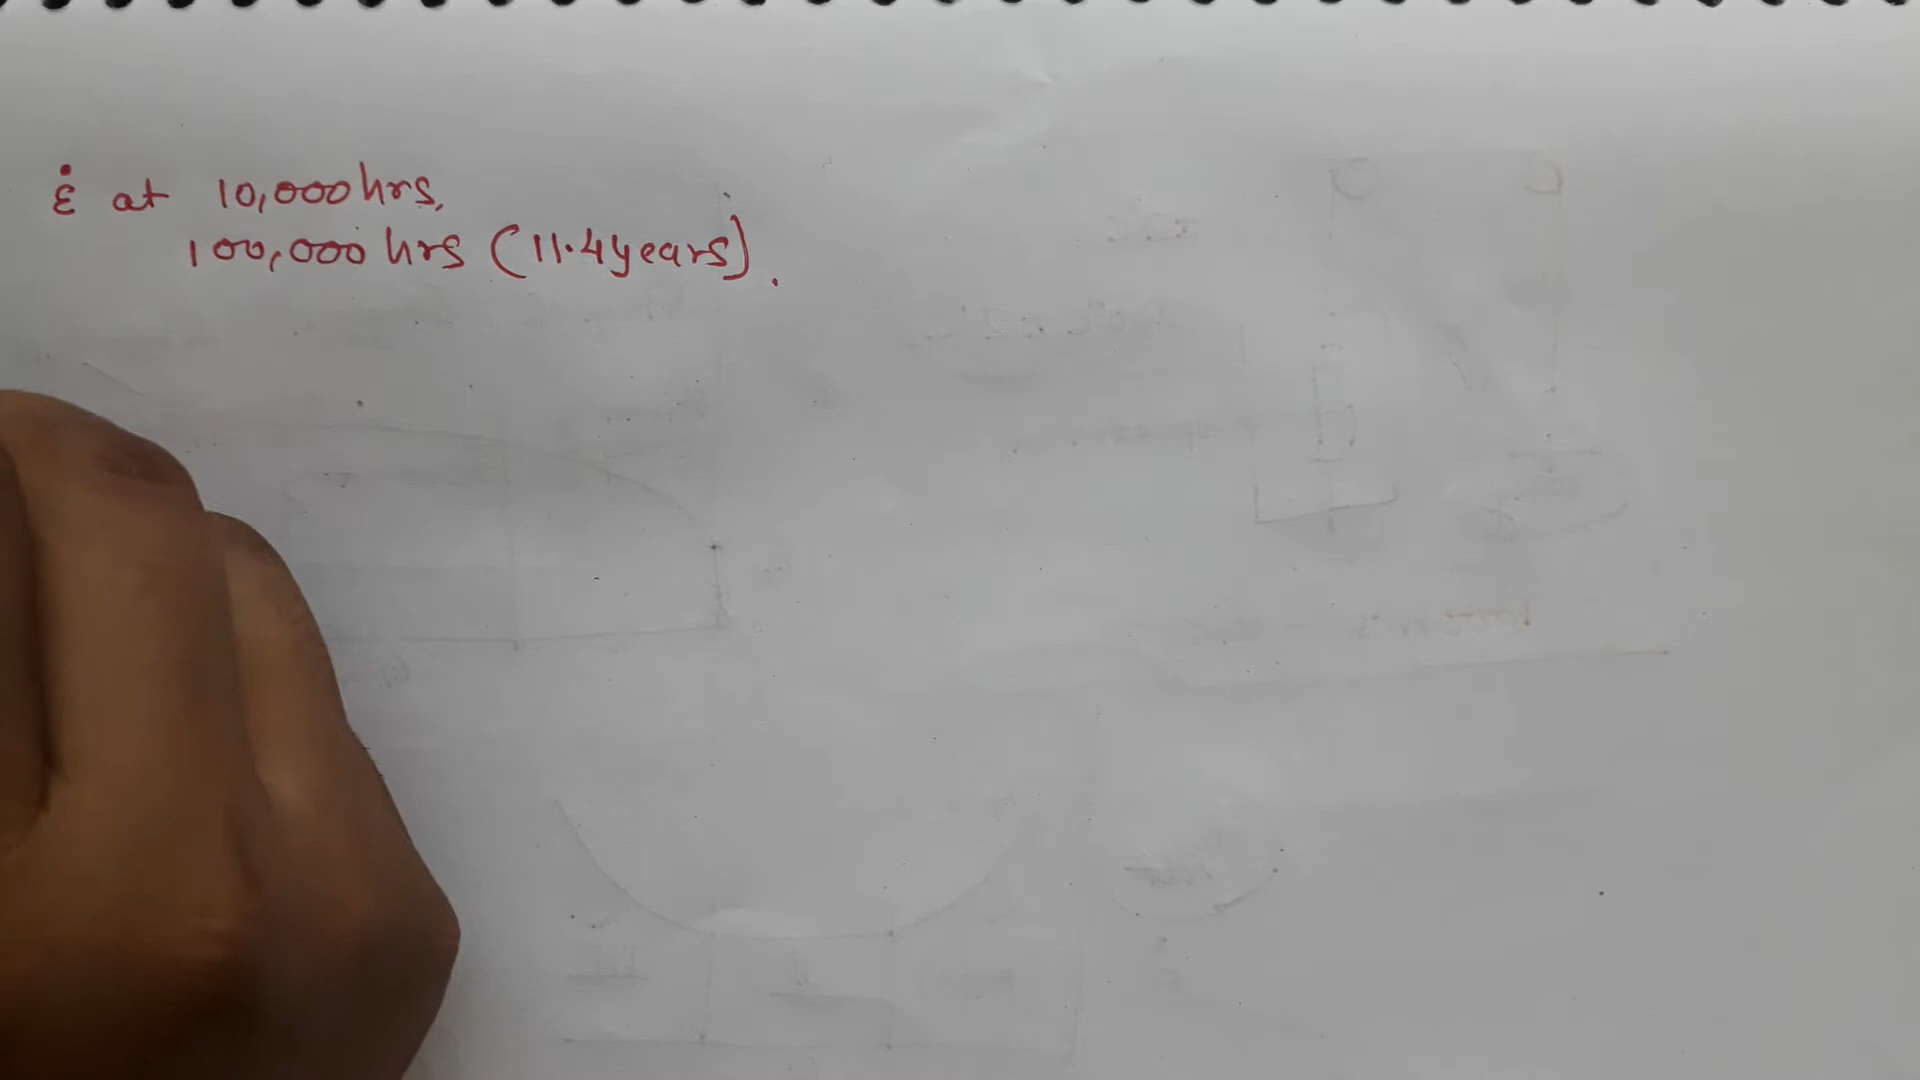 ε̇ at 10,000 hrs,
100,000 hrs (11.4 years).